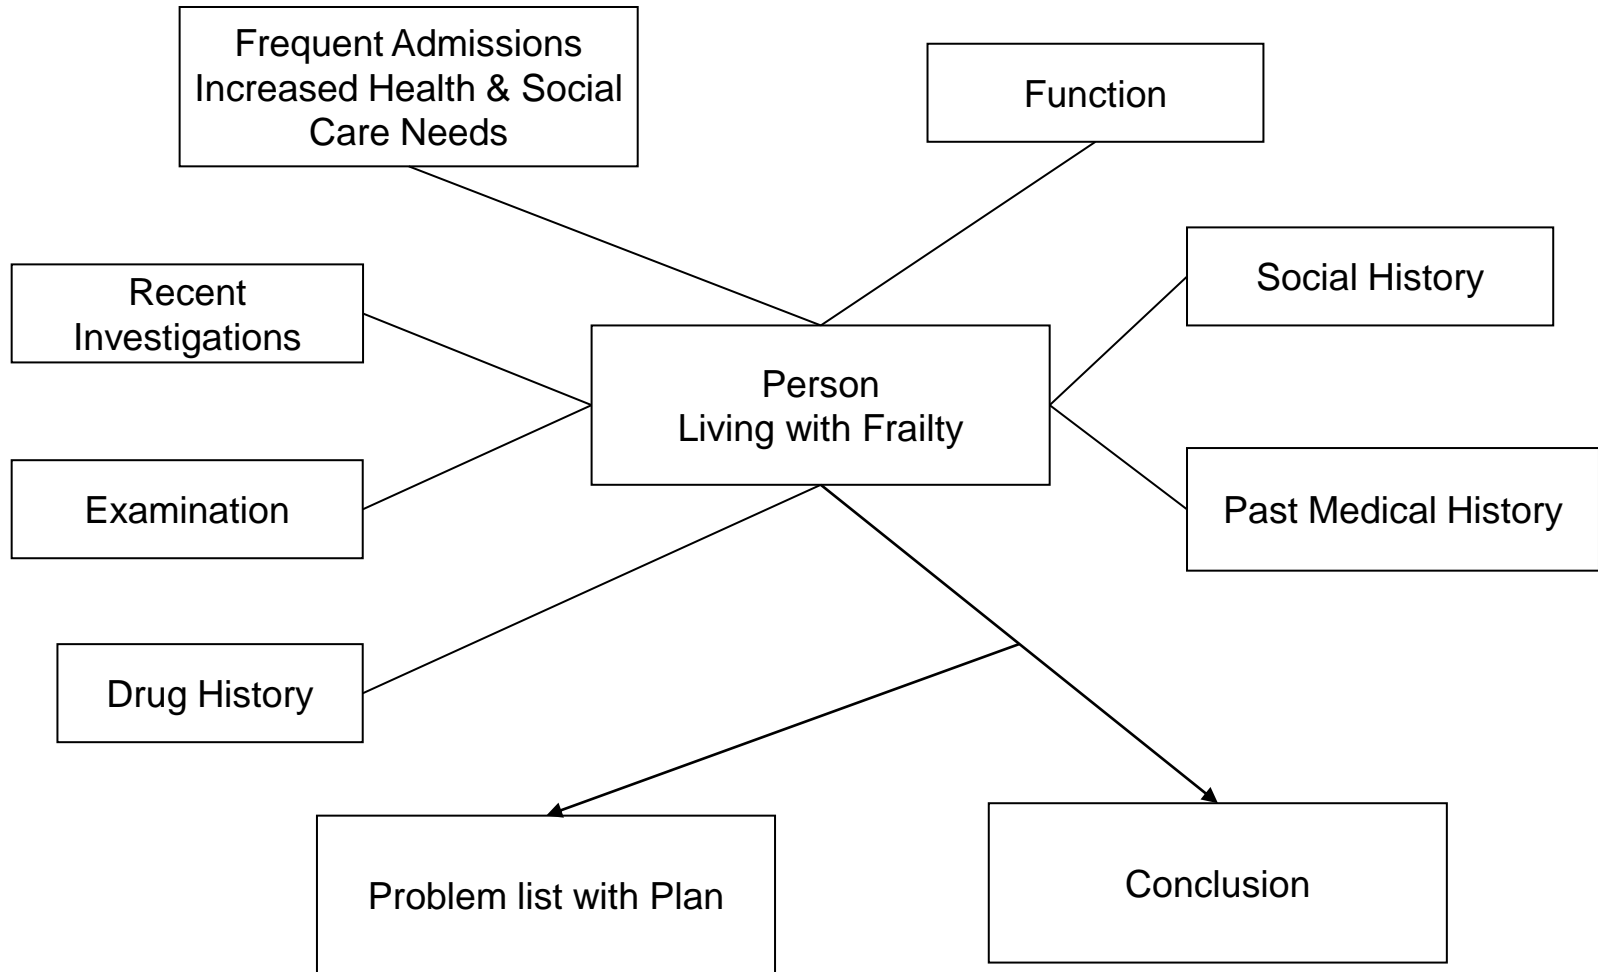 Frequent Admissions
Increased Health & Social
Care Needs
Function
Social History
Recent
Investigations
Person
Living with Frailty
Examination
Past Medical History
Drug History
Problem list with Plan
Conclusion